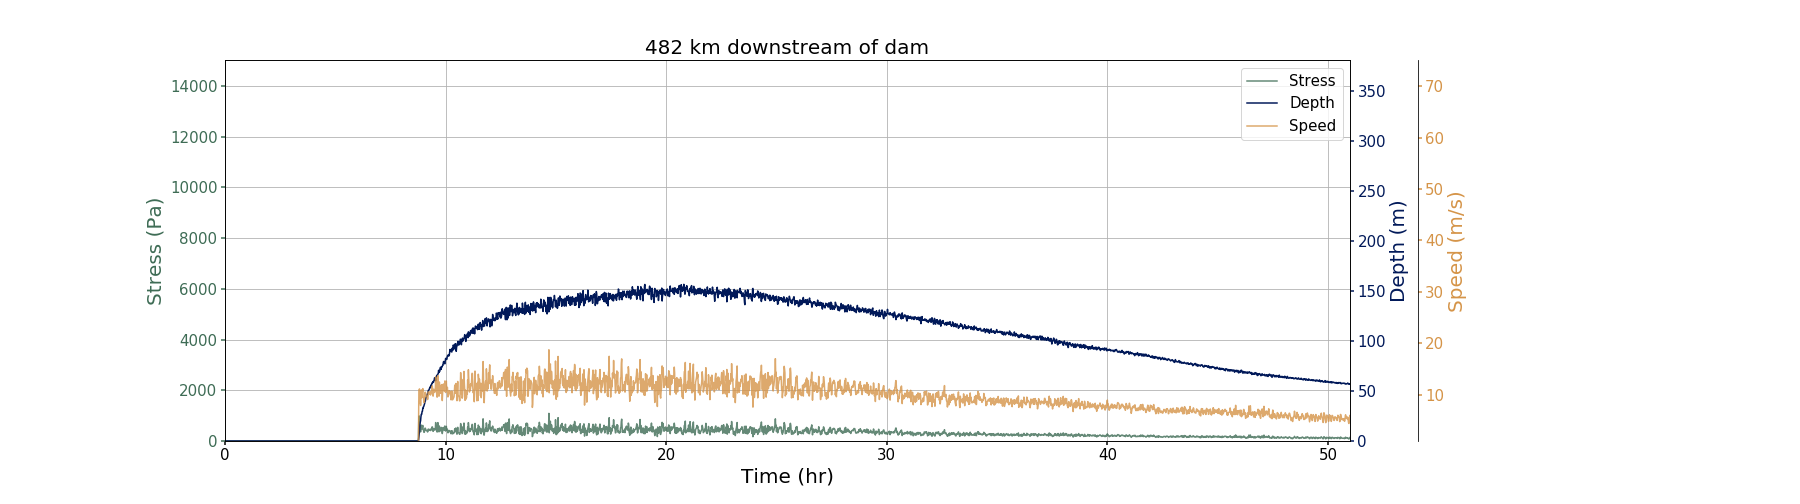 482 km downstream of dam
14000
12000
10000
8000
6000
4000
2000
0
Stress (Pa)
Stress
Depth
Speed
350
300
250
200
150
100
50
0
Depth (m)
70
60
50
40
30
20
10
Speed (m/s)
0 10 20 30 40 50
Time (hr)